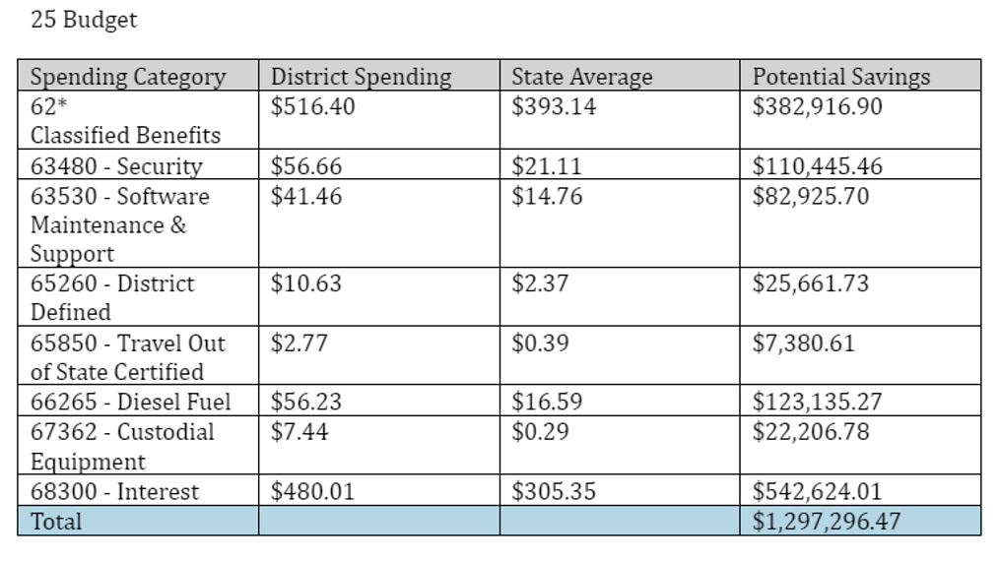 25 Budget
Spending Category District Spending State Average Potential Savings
62* $516.40 $393.14 $382,916.90
Classified Benefits
63480 - Security $56.66 $21.11 $110,445.46
63530 - Software $41.46 $14.76 $82,925.70
Maintenance &
Support
65260 - District $10.63 $2.37 $25,661.73
Defined
65850 - Travel Out $2.77 $0.39 $7,380.61
of State Certified
66265 - Diesel Fuel $56.23 $16.59 $123,135.27
67362 - Custodial $7.44 $0.29 $22,206.78
Equipment
68300 - Interest $480.01 $305.35 $542,624.01
Total $1,297,296.47